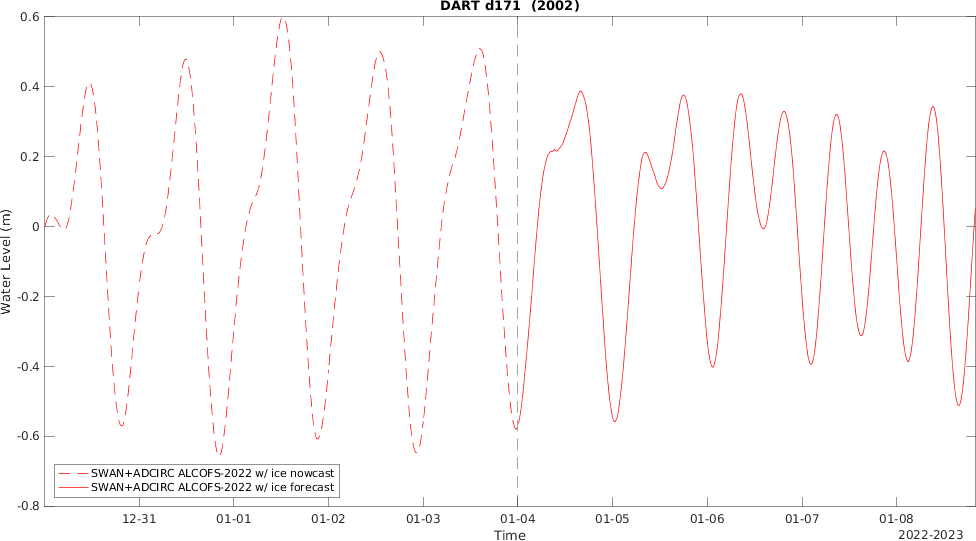 DART d171 (2002)
0.6
0.4
0.2
0
-0.2
-0.4
-0.6
-0.8
Water Level (m)
SWAN+ADCIRC ALCOFS-2022 w/ ice nowcast
SWAN+ADCIRC ALCOFS-2022 w/ ice forecast
12-31 01-01 01-02 01-03 01-04 01-05 01-06 01-07 01-08
Time
2022-2023